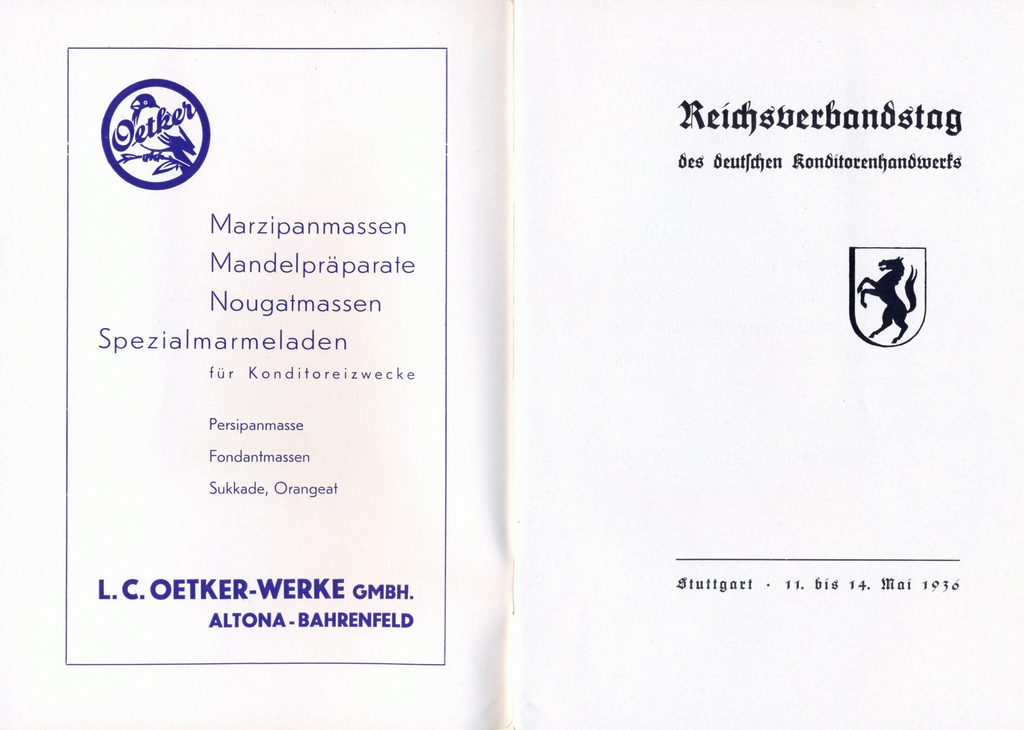 Oetker
Marzipanmassen
Mandelpräparate
Nougatmassen
Spezialmarmeladen
für Konditoreizwecke
Persipanmasse
Fondantmassen
Sukkade, Orangeat
L. C. OETKER-WERKE GMBH.
ALTONA - BAHRENFELD
Reichsverbandstag
des deutschen Konditorenhandwerks
Stuttgart · 11. bis 14. Mai 1936